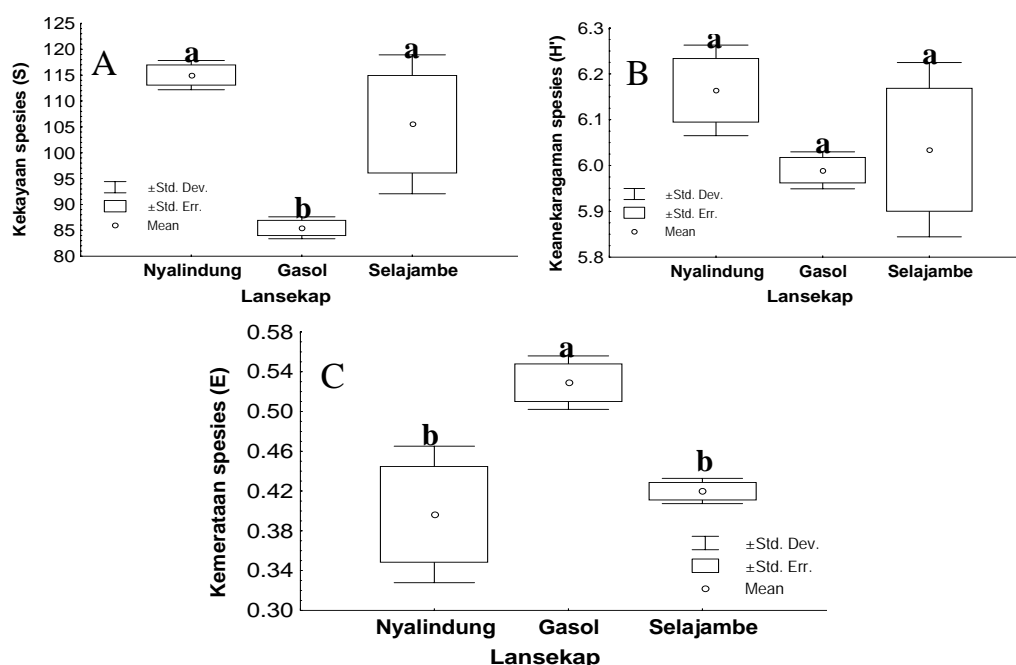 A
Kekayaan spesies (S)
125
120
115
110
105
100
95
90
85
80
a
b
a
±Std. Dev.
±Std. Err.
Mean
Nyalindung Gasol Selajambe
Lansekap
B
Keanekaragaman spesies (H')
6.3
6.2
6.1
6.0
5.9
5.8
a
a
a
±Std. Dev.
±Std. Err.
Mean
Nyalindung Gasol Selajambe
Lansekap
C
Kemerataan spesies (E)
0.58
0.54
0.50
0.46
0.42
0.38
0.34
0.30
b
a
b
±Std. Dev.
±Std. Err.
Mean
Nyalindung Gasol Selajambe
Lansekap